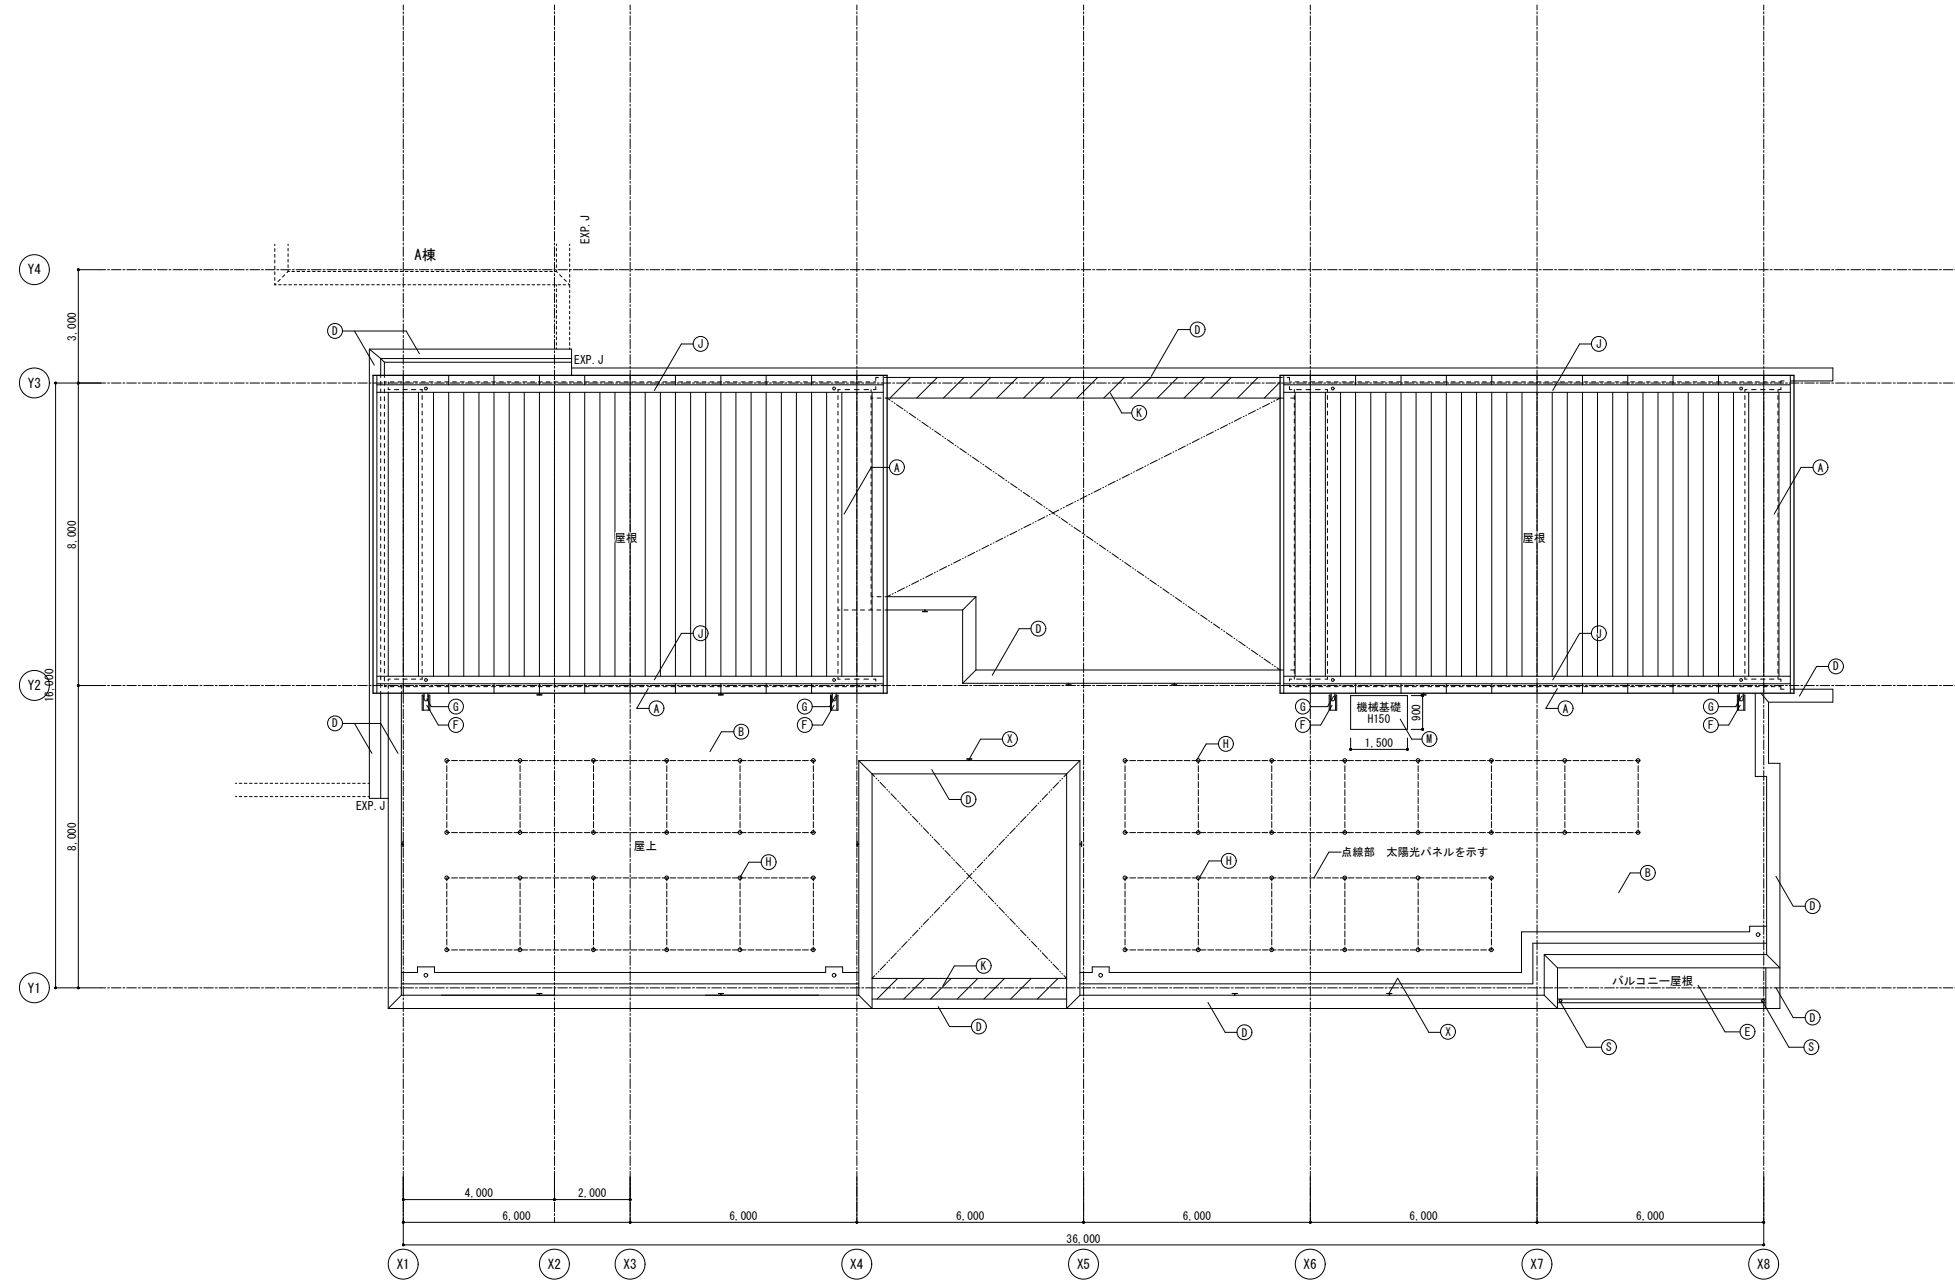 EXP.J
A棟
Y4
3,000
D
D
J
J
EXP.J
Y3
K
A
A
8,000
屋根
屋根
J
D
J
D
Y2
16,000
G
F
A
G
F
G
F
機械基礎
H150
900
A
G
F
D
B
X
1,500
M
H
EXP.J
D
8,000
屋上
H
H
点線部 太陽光パネルを示す
B
D
K
バルコニー屋根
Y1
D
D
X
E
D
S
S
4,000
2,000
6,000
6,000
6,000
6,000
6,000
6,000
36,000
X1
X2
X3
X4
X5
X6
X7
X8